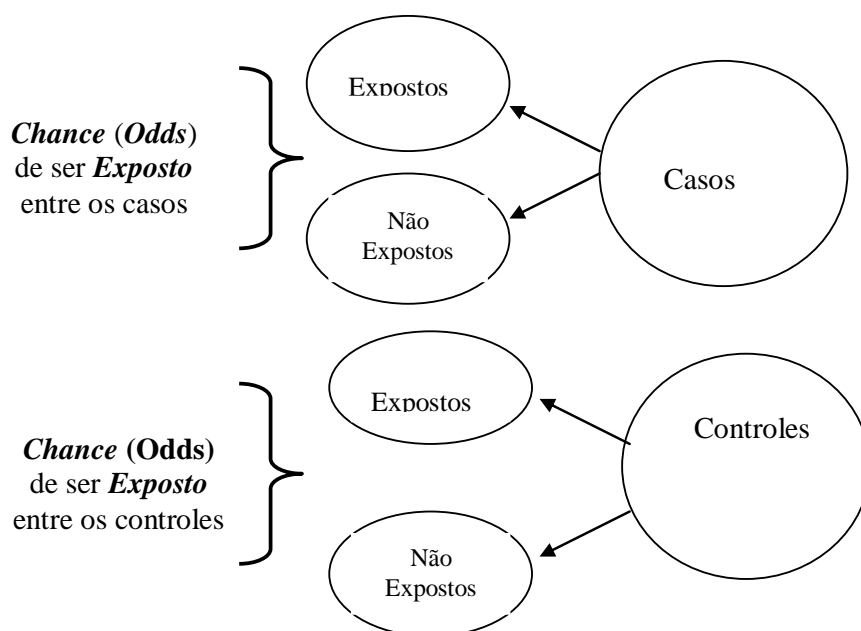 Expostos
Chance (Odds)
de ser Exposto
entre os casos
Casos
Não
Expostos
Expostos
Controles
Chance (Odds)
de ser Exposto
entre os controles
Não
Expostos